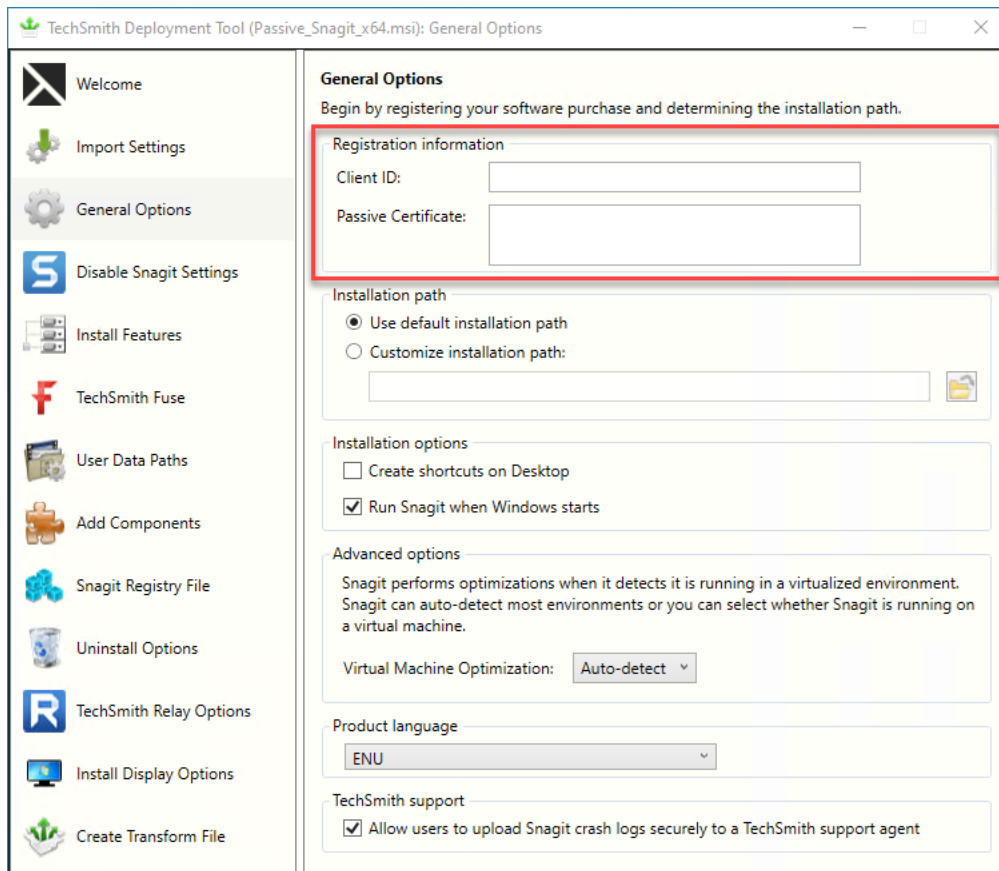 TechSmith Deployment Tool (Passive_Snagit_x64.msi): General Options
Welcome
Import Settings
General Options
Disable Snagit Settings
Install Features
TechSmith Fuse
User Data Paths
Add Components
Snagit Registry File
Uninstall Options
TechSmith Relay Options
Install Display Options
Create Transform File
General Options
Begin by registering your software purchase and determining the installation path.
Registration information
Client ID:
Passive Certificate:
Installation path
Use default installation path
Customize installation path:
Installation options
Create shortcuts on Desktop
Run Snagit when Windows starts
Advanced options
Snagit performs optimizations when it detects it is running in a virtualized environment.
Snagit can auto-detect most environments or you can select whether Snagit is running on
a virtual machine.
Virtual Machine Optimization: Auto-detect
Product language
ENU
TechSmith support
Allow users to upload Snagit crash logs securely to a TechSmith support agent